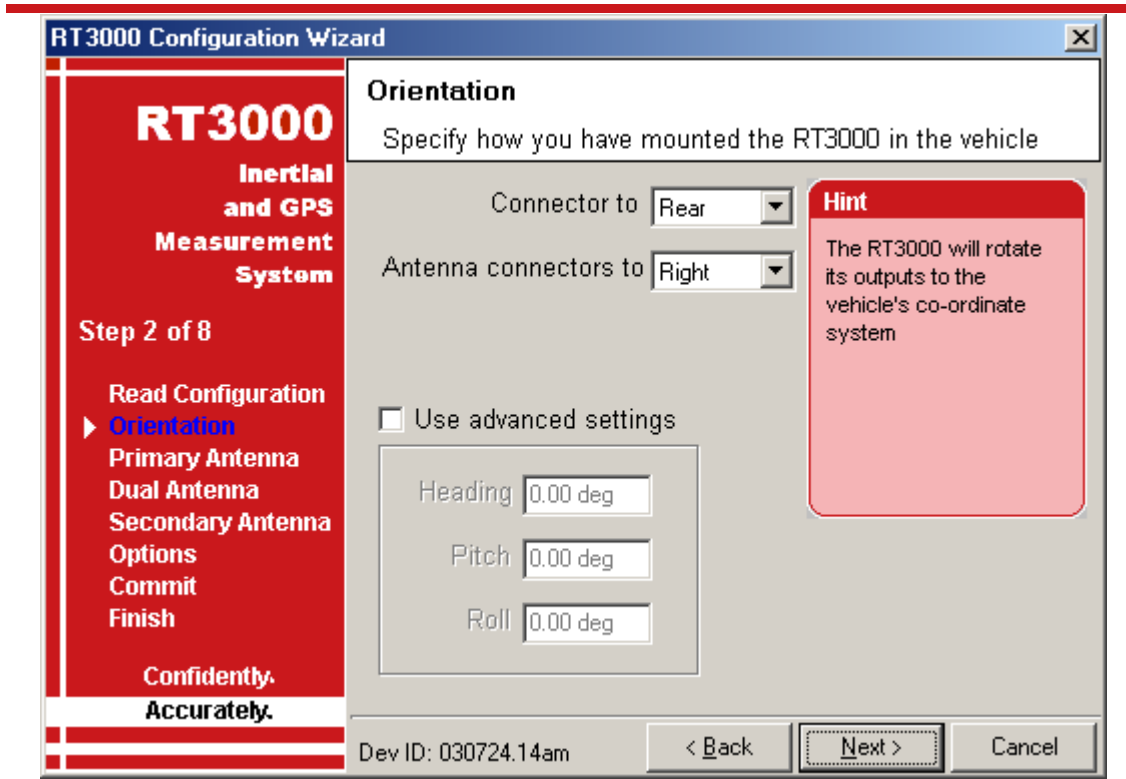 RT3000 Configuration Wizard
RT3000
Inertial
and GPS
Measurement
System
Step 2 of 8
Read Configuration
Orientation
Primary Antenna
Dual Antenna
Secondary Antenna
Options
Commit
Finish
Confidently.
Accurately.
Orientation
Specify how you have mounted the RT3000 in the vehicle
Connector to Rear
Antenna connectors to Right
Hint
The RT3000 will rotate
its outputs to the
vehicle's co-ordinate
system
Use advanced settings
Heading 0.00 deg
Pitch 0.00 deg
Roll 0.00 deg
Dev ID: 030724.14am
< Back
Next >
Cancel